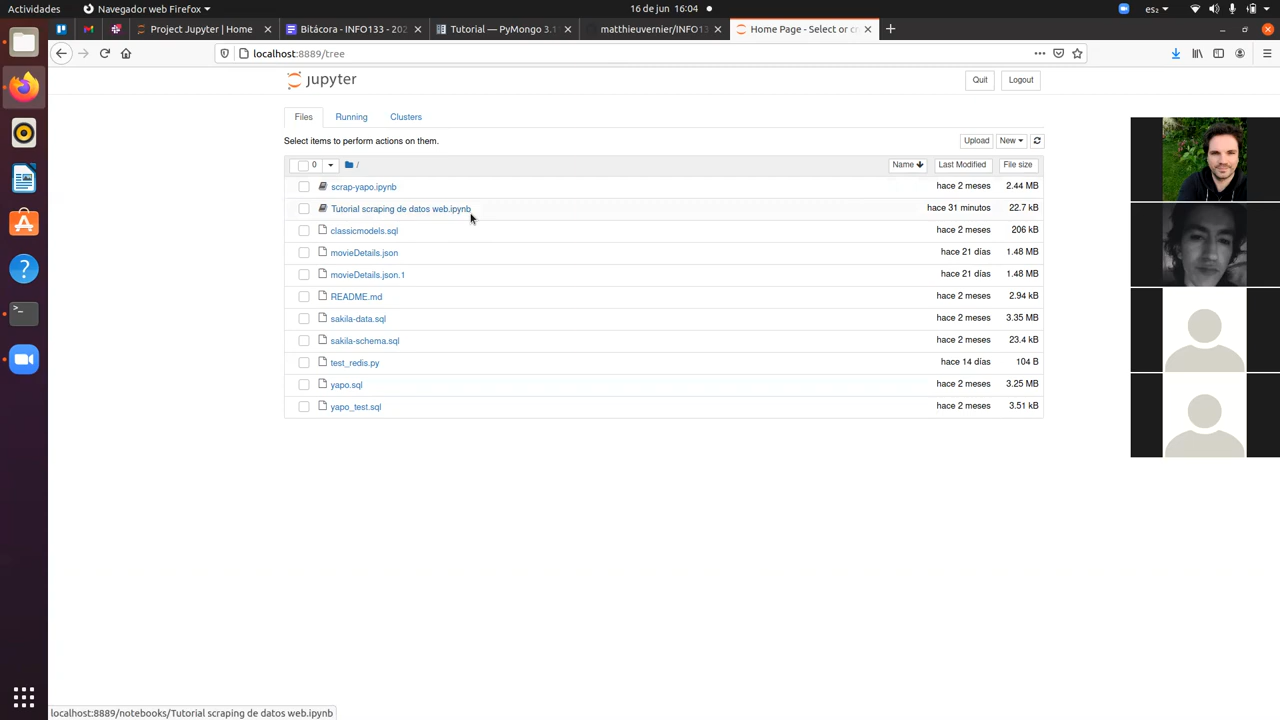 Actividades
Navegador web Firefox
16 de jun 16:04
es₂
Project Jupyter | Home
Bitácora - INFO133 - 202
Tutorial — PyMongo 3.1
matthieuvernier/INFO13
Home Page - Select or cr
localhost:8889/tree
jupyter
Quit
Logout
Files
Running
Clusters
Select items to perform actions on them.
Upload
New
0
/
Name
Last Modified
File size
scrap-yapo.ipynb
hace 2 meses
2.44 MB
Tutorial scraping de datos web.ipynb
hace 31 minutos
22.7 kB
classicmodels.sql
hace 2 meses
206 kB
movieDetails.json
hace 21 días
1.48 MB
movieDetails.json.1
hace 21 días
1.48 MB
README.md
hace 2 meses
2.94 kB
sakila-data.sql
hace 2 meses
3.35 MB
sakila-schema.sql
hace 2 meses
23.4 kB
test_redis.py
hace 14 días
104 B
yapo.sql
hace 2 meses
3.25 MB
yapo_test.sql
hace 2 meses
3.51 kB
localhost:8889/notebooks/Tutorial scraping de datos web.ipynb